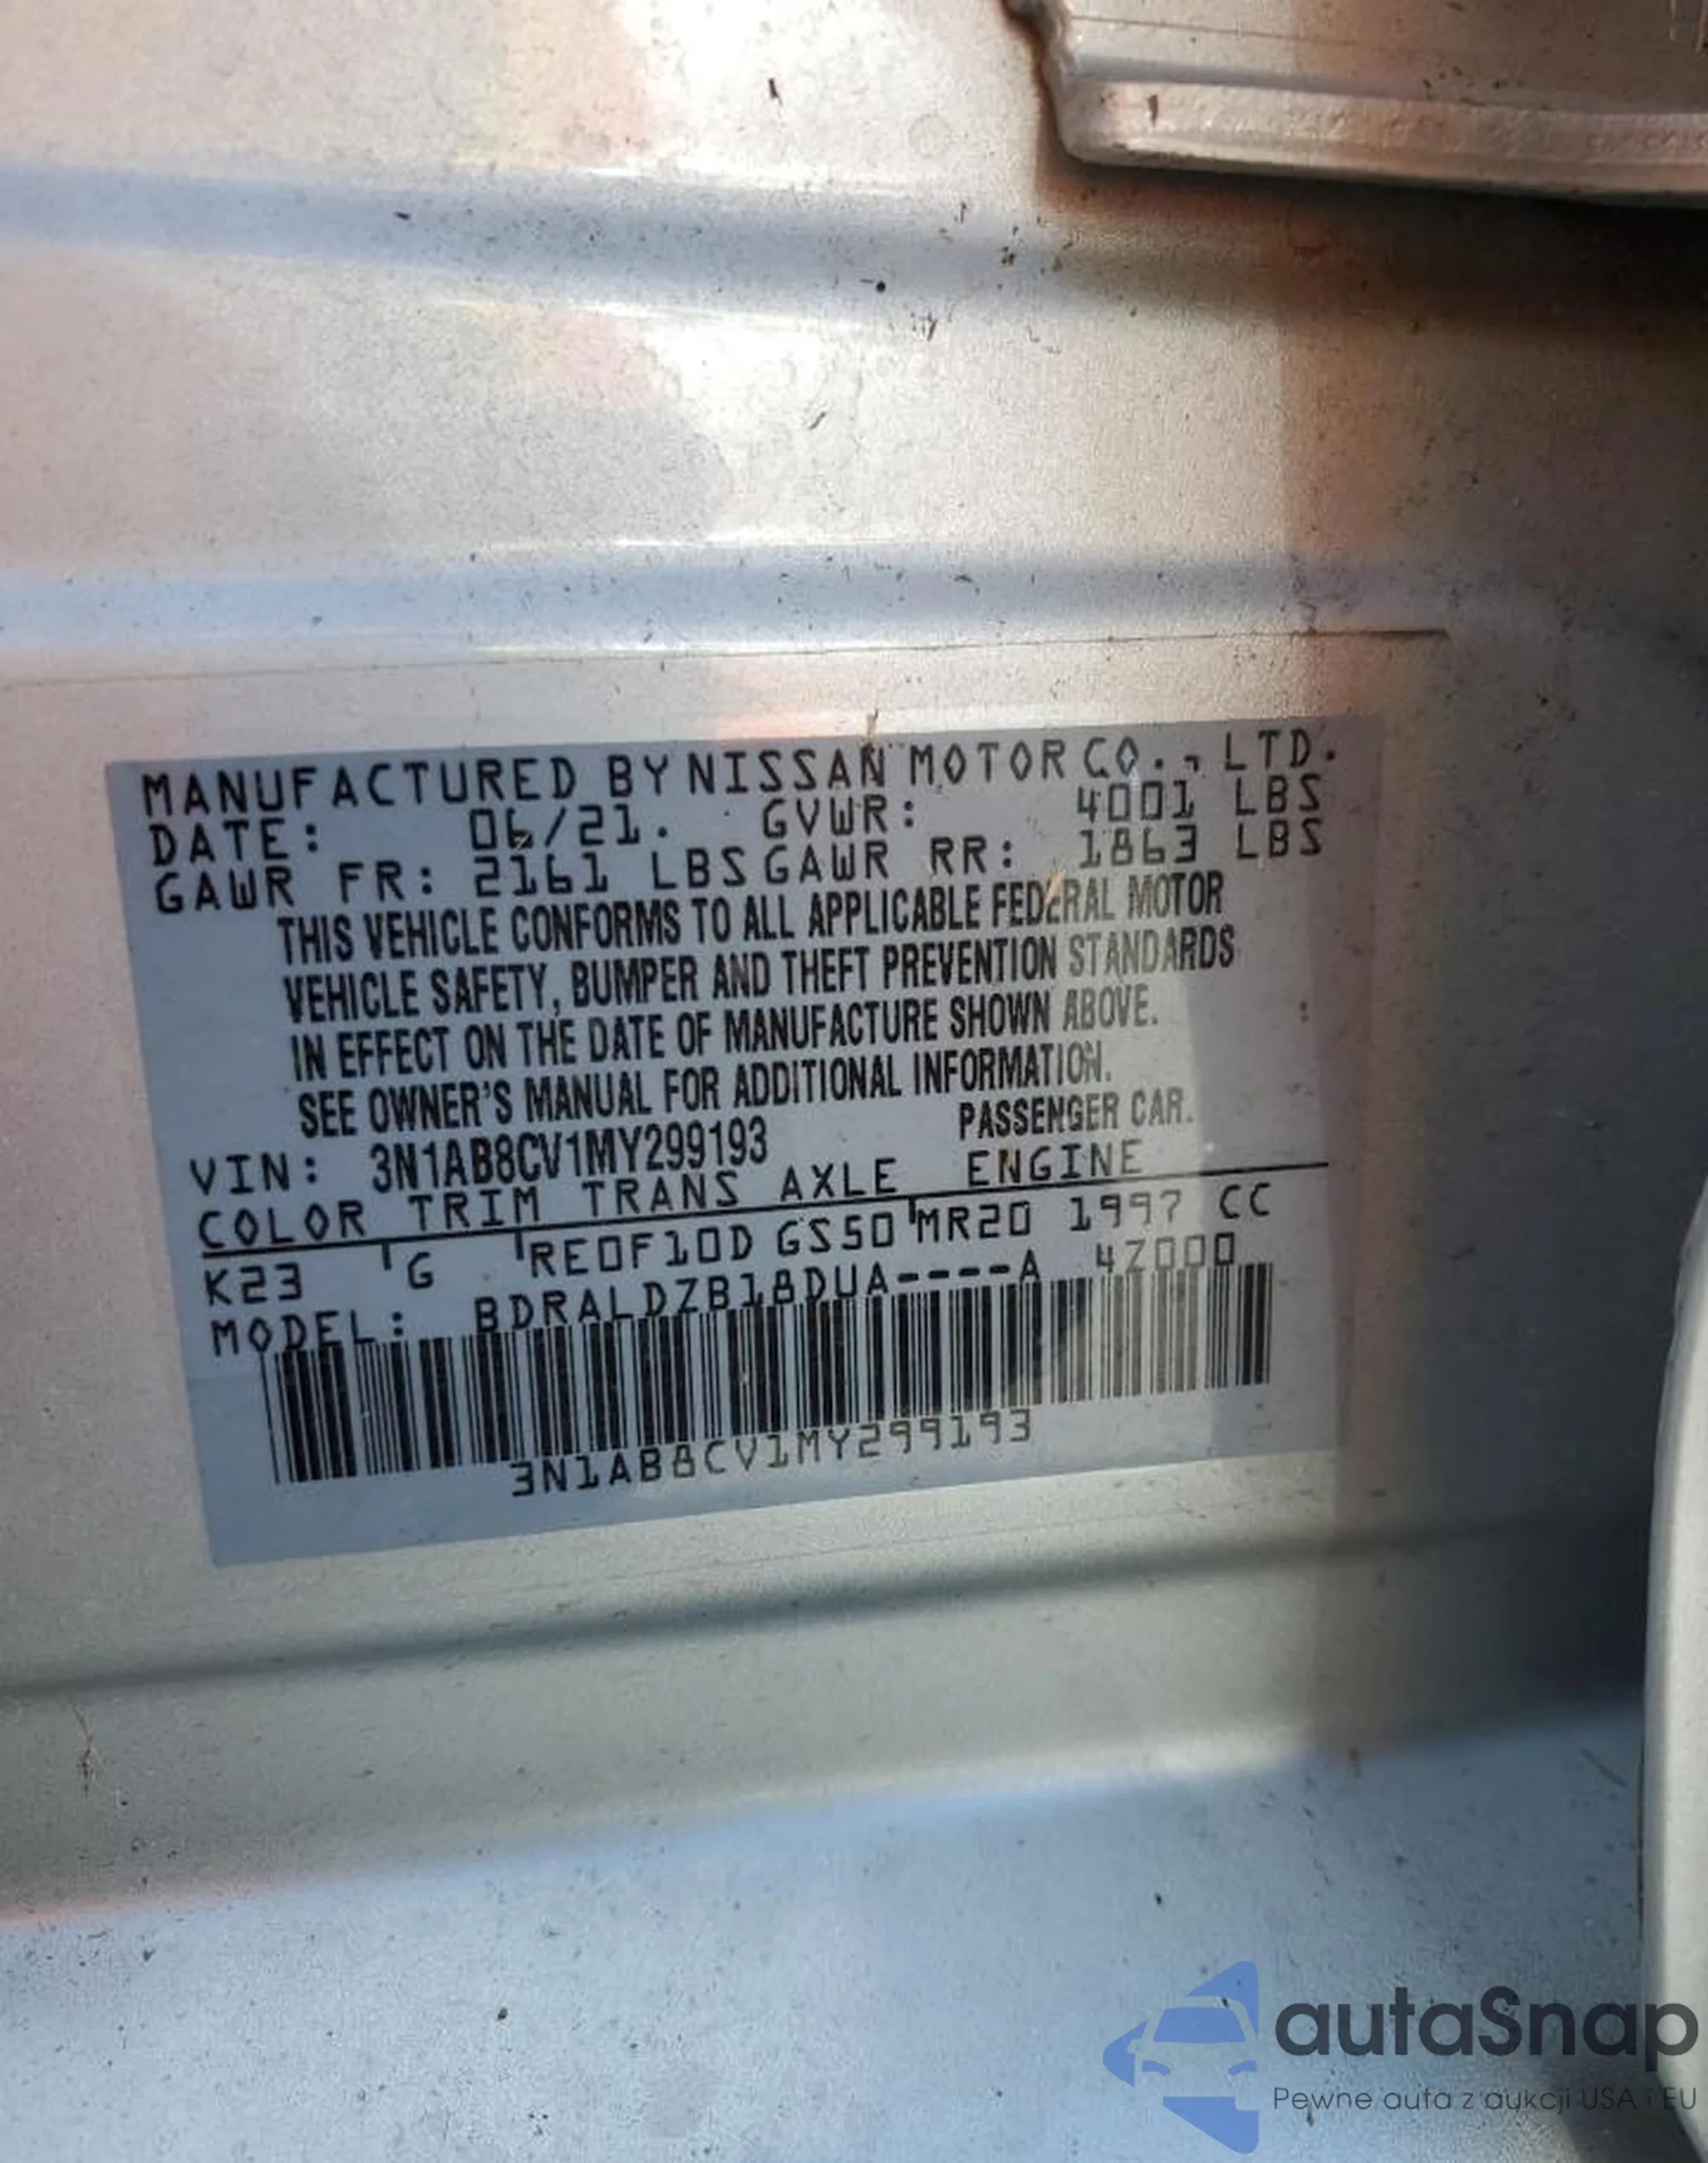 MANUFACTURED BY NISSAN MOTOR CO., LTD.
DATE: 06/21. GVWR: 4001 LBS
GAWR FR: 2161 LBS GAWR RR: 1863 LBS
THIS VEHICLE CONFORMS TO ALL APPLICABLE FEDERAL MOTOR
VEHICLE SAFETY, BUMPER AND THEFT PREVENTION STANDARDS
IN EFFECT ON THE DATE OF MANUFACTURE SHOWN ABOVE.
SEE OWNER'S MANUAL FOR ADDITIONAL INFORMATION.
VIN: 3N1AB8CV1MY299193 PASSENGER CAR.
COLOR TRIM TRANS AXLE ENGINE
K23 G RE0F10D GS50 MR20 1997 CC
MODEL: BDRALDZB18DUA----A 4Z000
3N1AB8CV1MY299193
autaSnap
Pewne auta z aukcji USA i EU